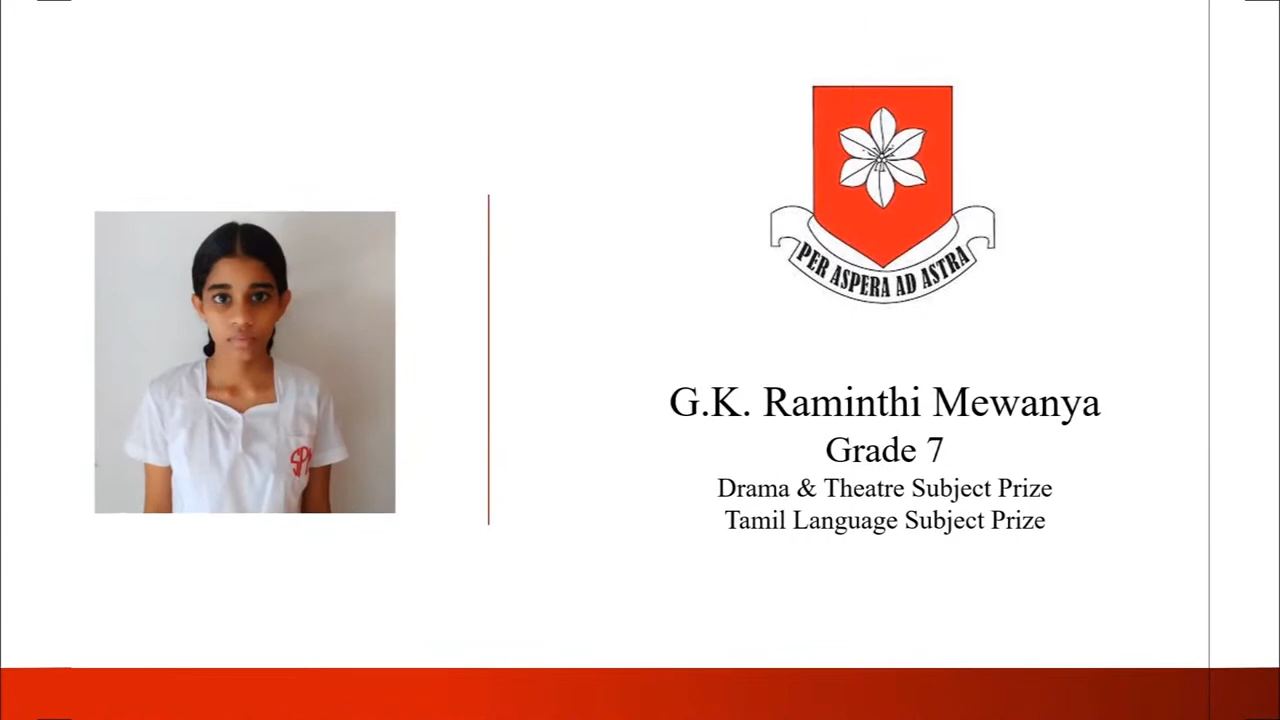 PER ASPERA AD ASTRA
G.K. Raminthi Mewanya
Grade 7
Drama & Theatre Subject Prize
Tamil Language Subject Prize